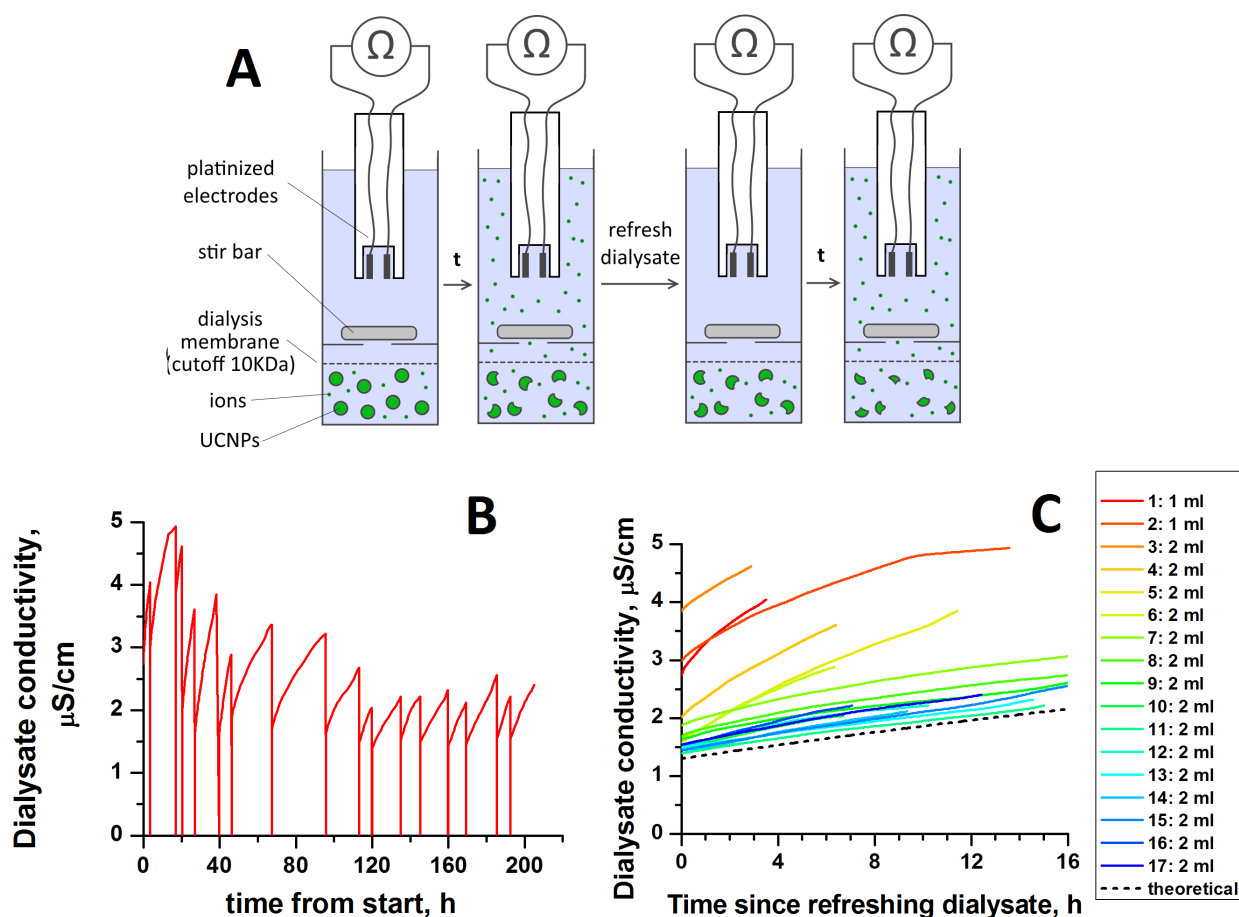 A
Ω
Ω
Ω
Ω
platinized
electrodes
stir bar
dialysis
membrane
(cutoff 10KDa)
ions
UCNPs
t
refresh
dialysate
t
B
Dialysate conductivity,
μS/cm
5
4
3
2
1
0
0
40
80
120
160
200
time from start, h
C
Dialysate conductivity, μS/cm
5
4
3
2
1
0
0
4
8
12
16
Time since refreshing dialysate, h
1: 1 ml
2: 1 ml
3: 2 ml
4: 2 ml
5: 2 ml
6: 2 ml
7: 2 ml
8: 2 ml
9: 2 ml
10: 2 ml
11: 2 ml
12: 2 ml
13: 2 ml
14: 2 ml
15: 2 ml
16: 2 ml
17: 2 ml
theoretical